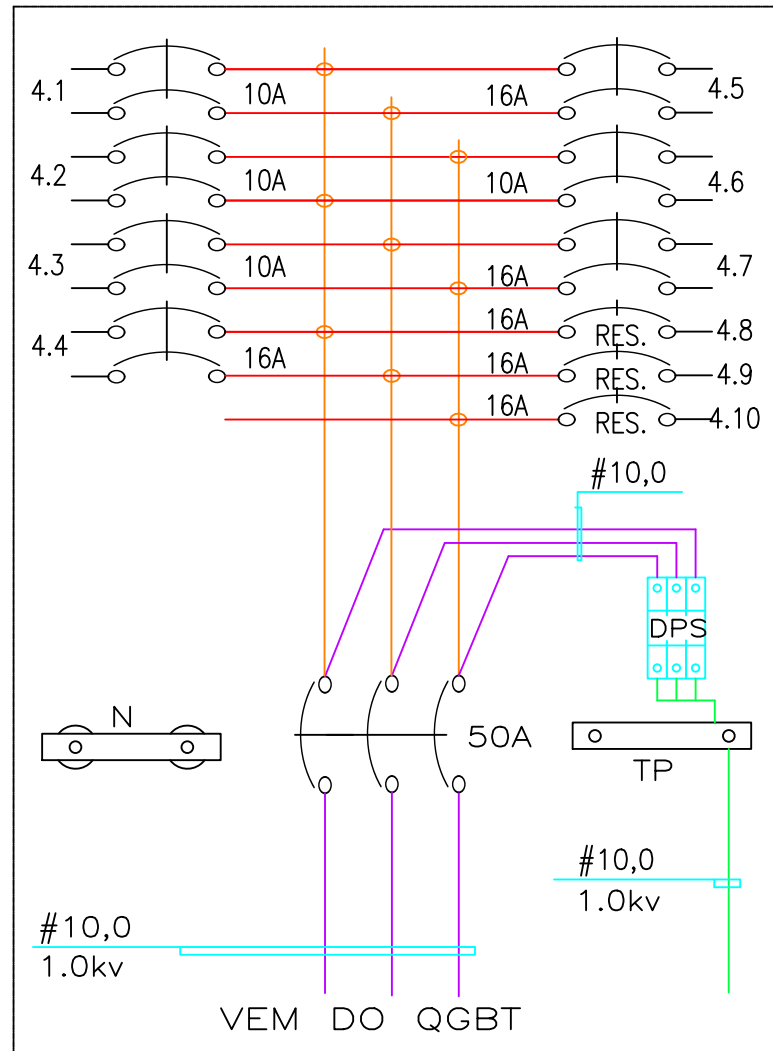 4.1 10A 16A 4.5
4.2 10A 10A 4.6
4.3 10A 16A 4.7
4.4 16A 16A RES. 4.8
16A RES. 4.9
16A RES. 4.10
#10,0
DPS
N
50A
TP
#10,0
1.0kv
#10,0
1.0kv
VEM DO QGBT